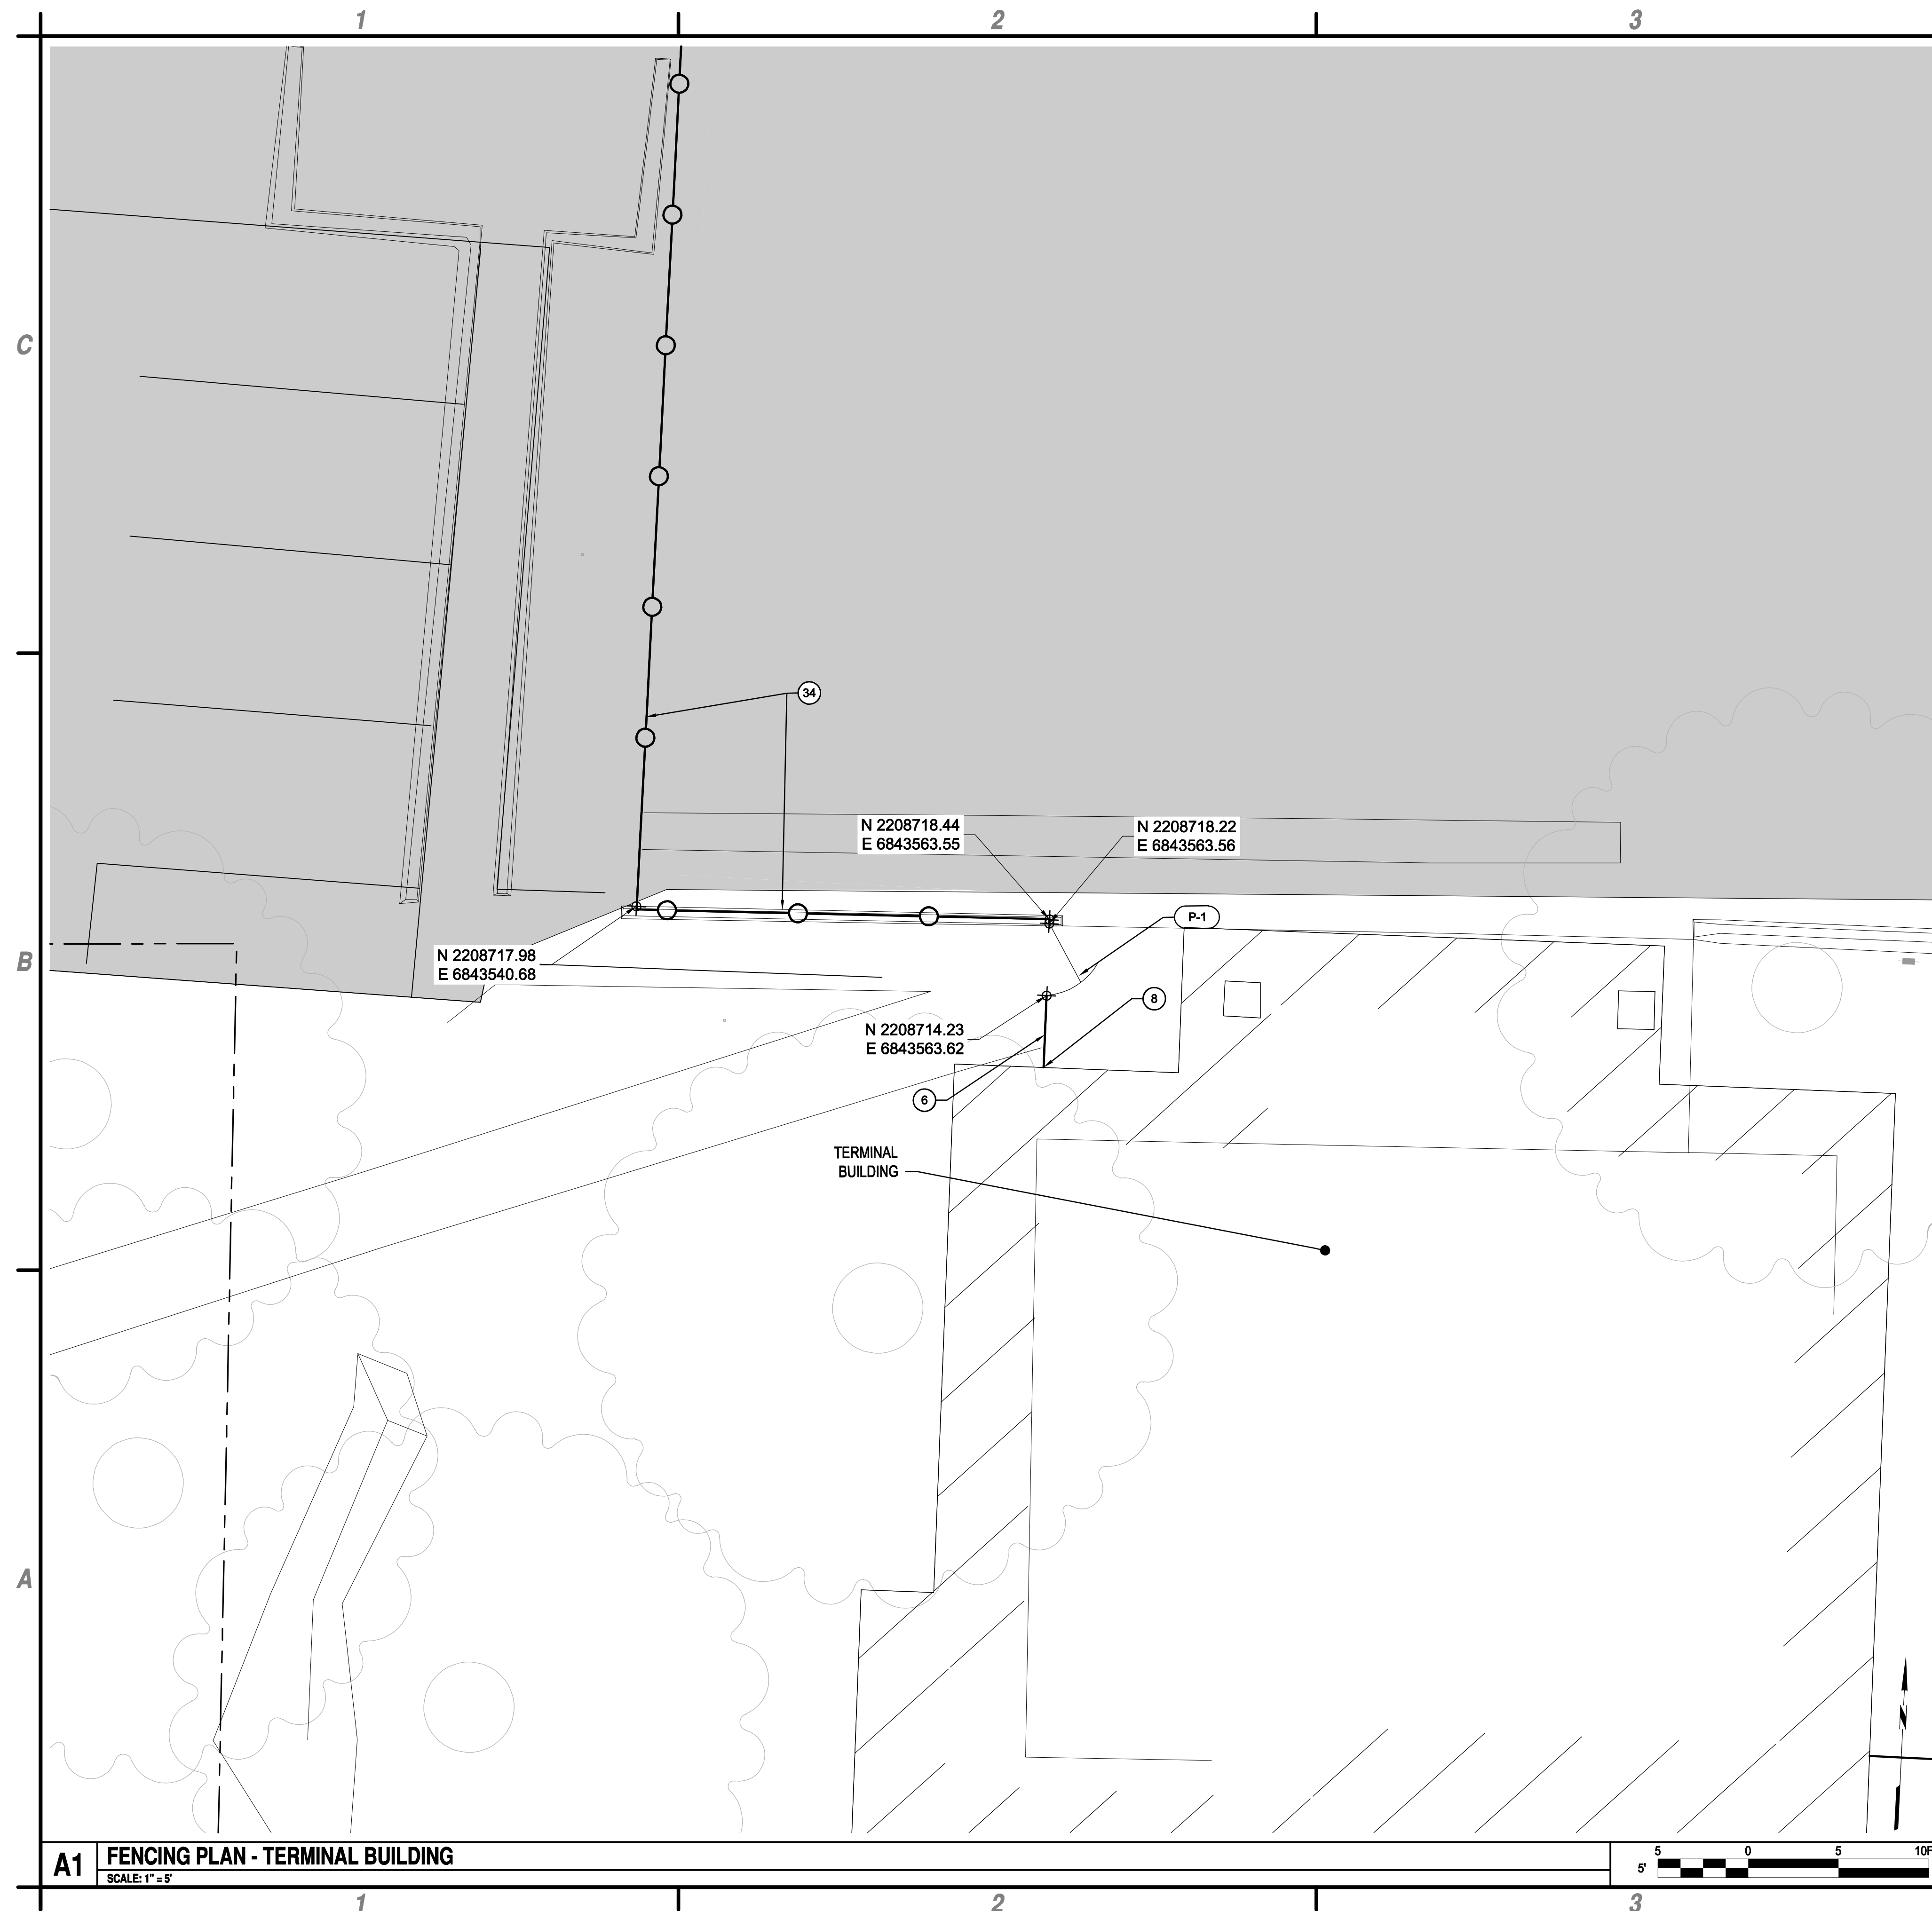 1 2 3
C
34
N 2208718.44
E 6843563.55
N 2208718.22
E 6843563.56
P-1
B
N 2208717.98
E 6843540.68
8
N 2208714.23
E 6843563.62
6
TERMINAL
BUILDING
A
N
A1 FENCING PLAN - TERMINAL BUILDING
SCALE: 1" = 5'
5 0 5 10F
5'
1 2 3